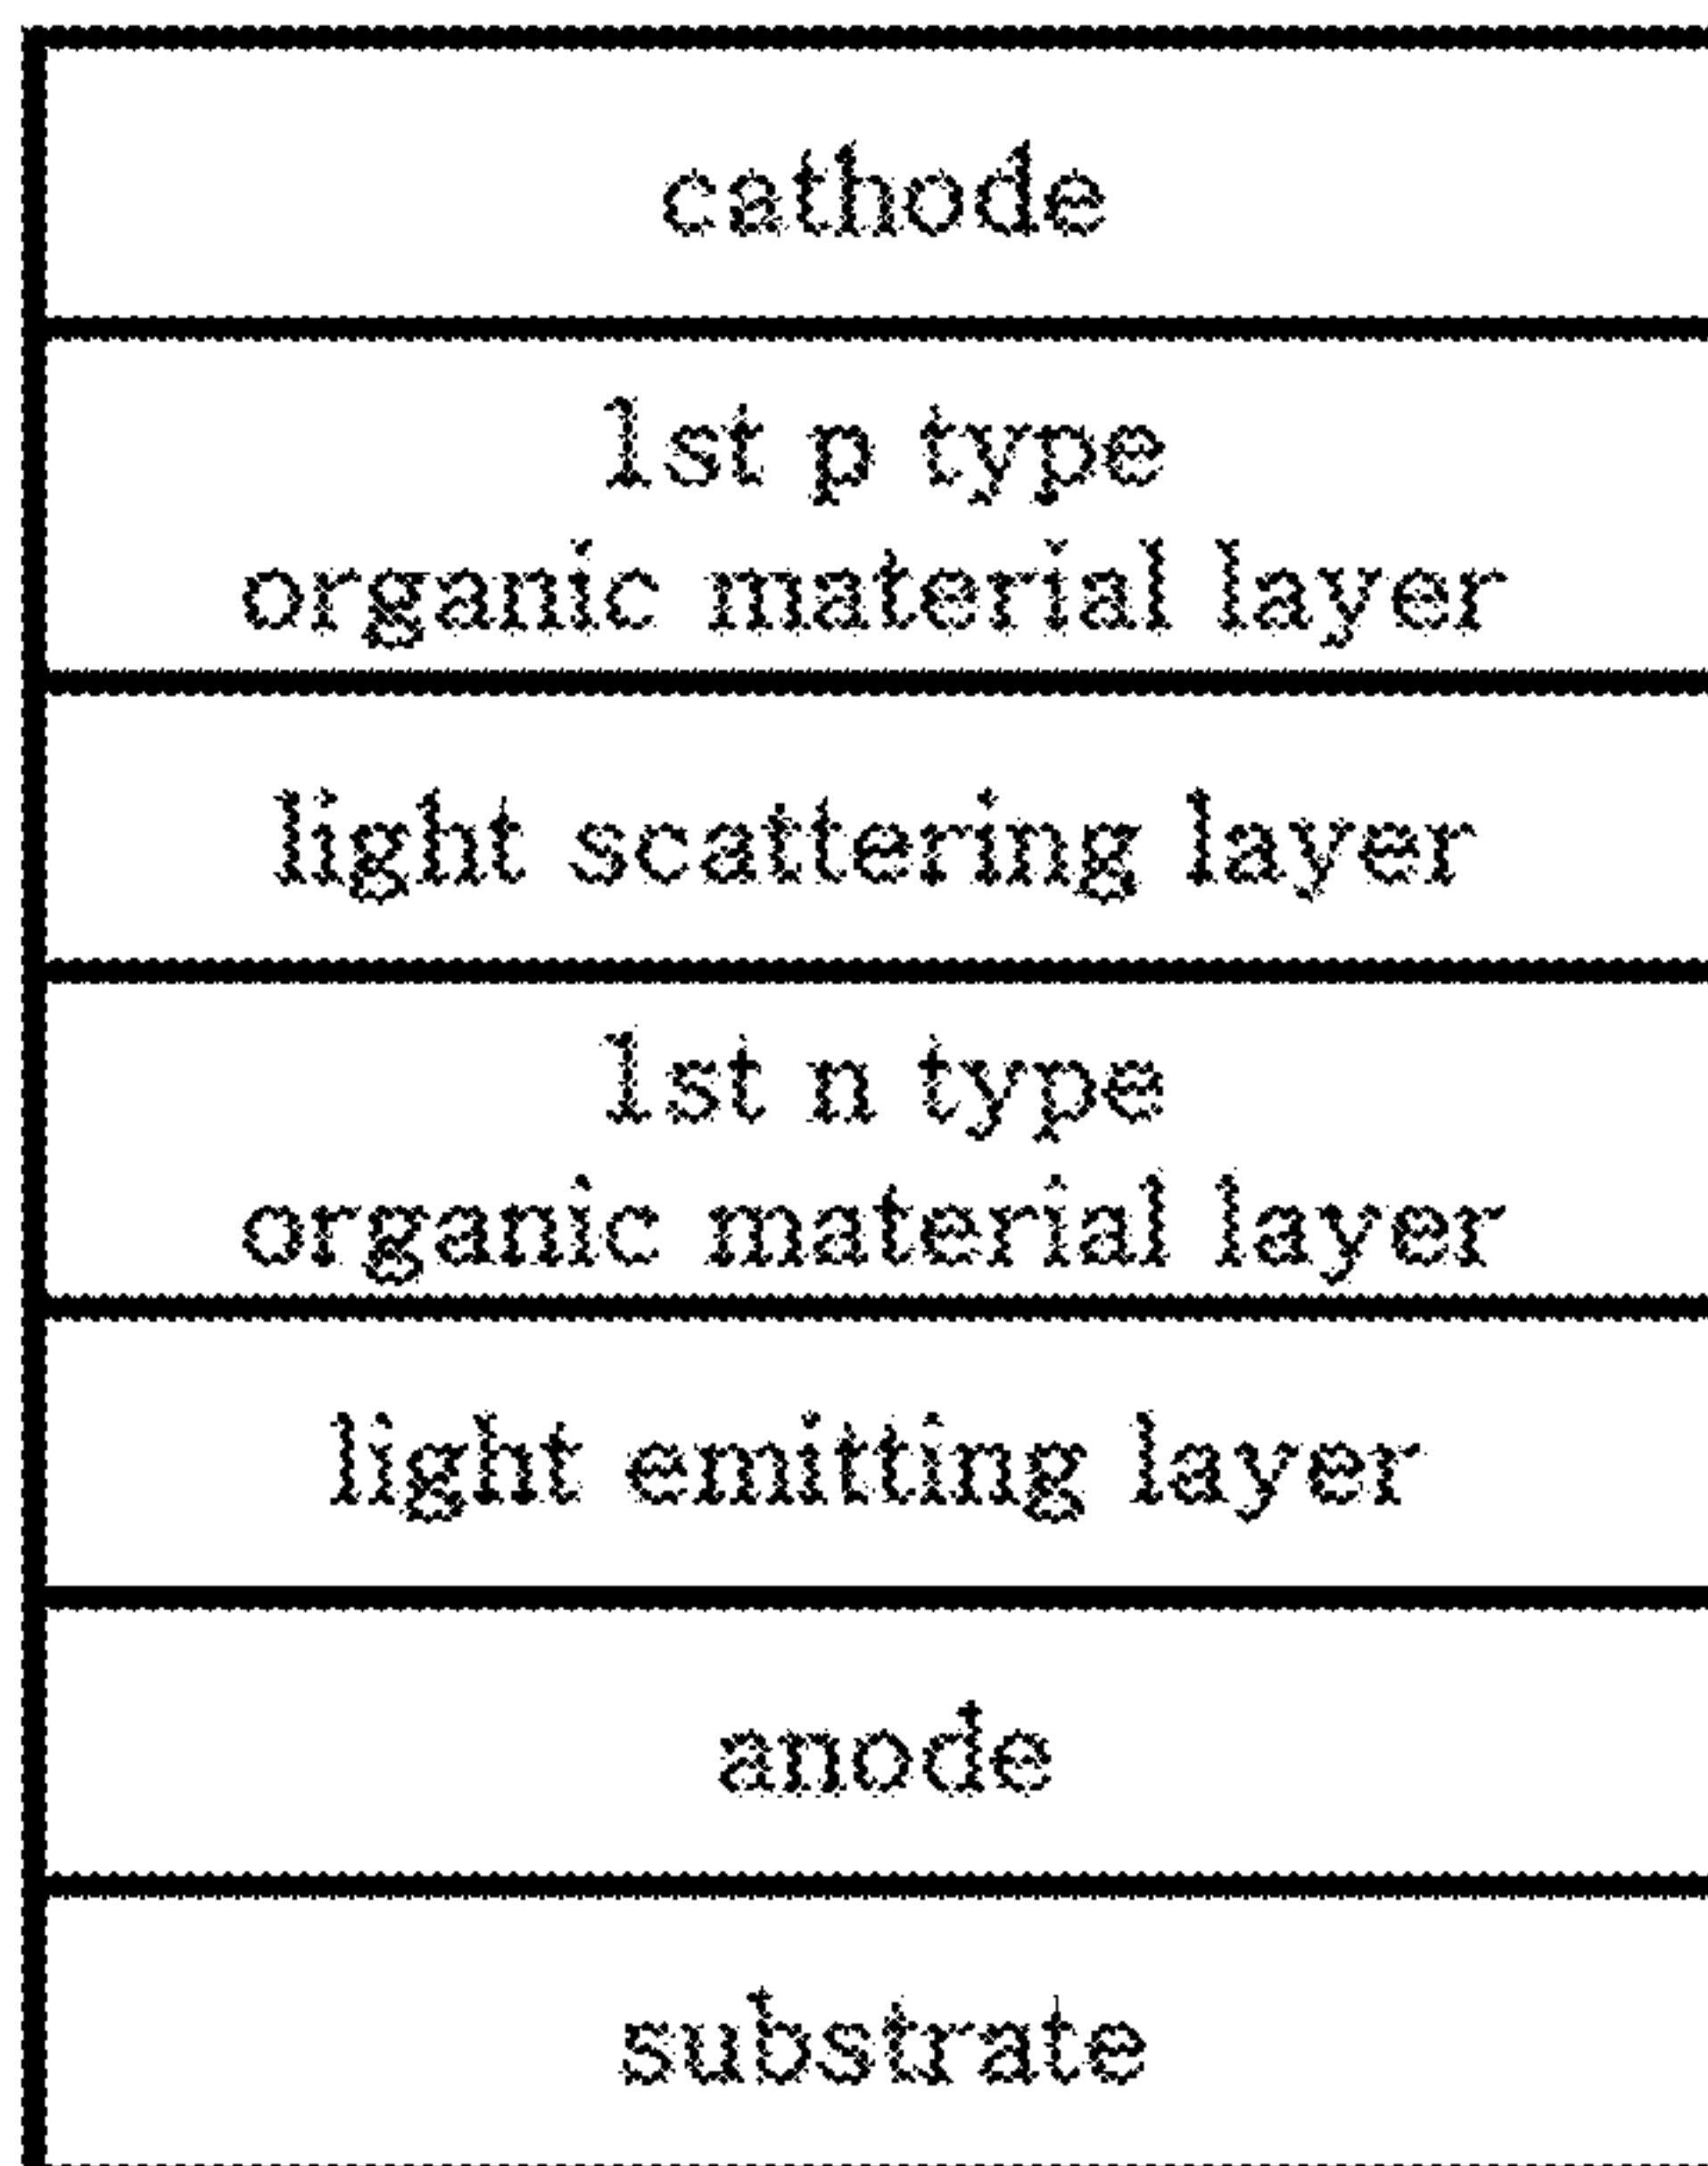 cathode
1st p type
organic material layer
light scattering layer
1st n type
organic material layer
light emitting layer
anode
substrate